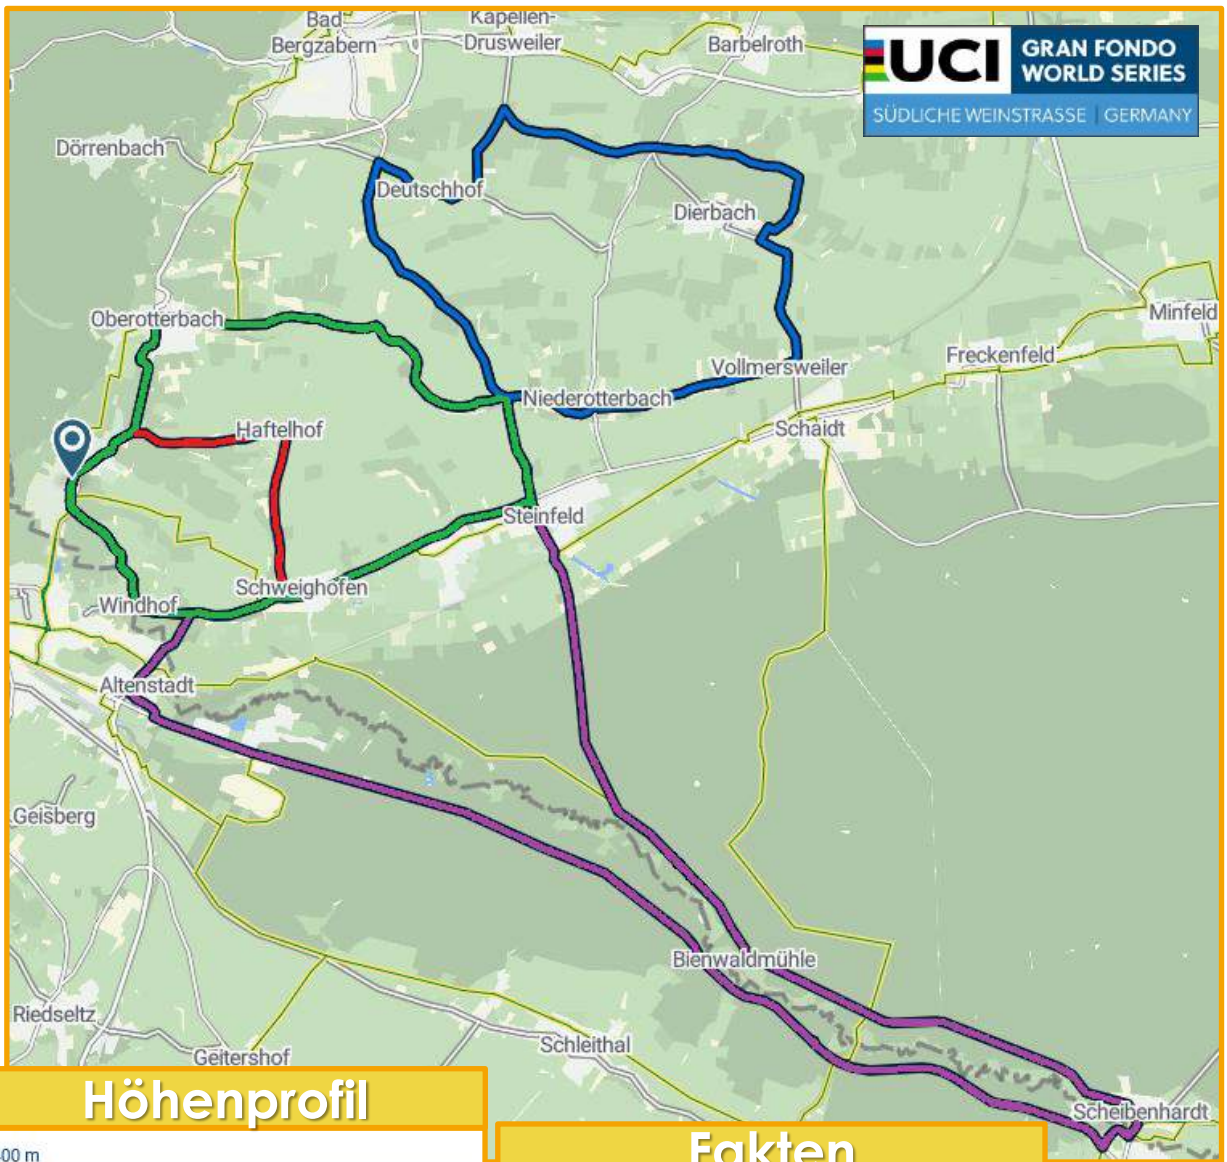 Bad
Bergzabern
Kapellen-
Drusweiler
Barbelroth
UCI GRAN FONDO
WORLD SERIES
SÜDLICHE WEINSTRASSE | GERMANY
Dörrenbach
Deutschhof
Dierbach
Oberotterbach
Minfeld
Freckenfeld
Vollmersweiler
Niederotterbach
Haftelhof
Schaidt
Steinfeld
Schweighofen
Windhof
Altenstadt
Geisberg
Bienwaldmühle
Riedseltz
Geitershof
Schleithal
Scheibenhardt
Höhenprofil
Fakten
00 m